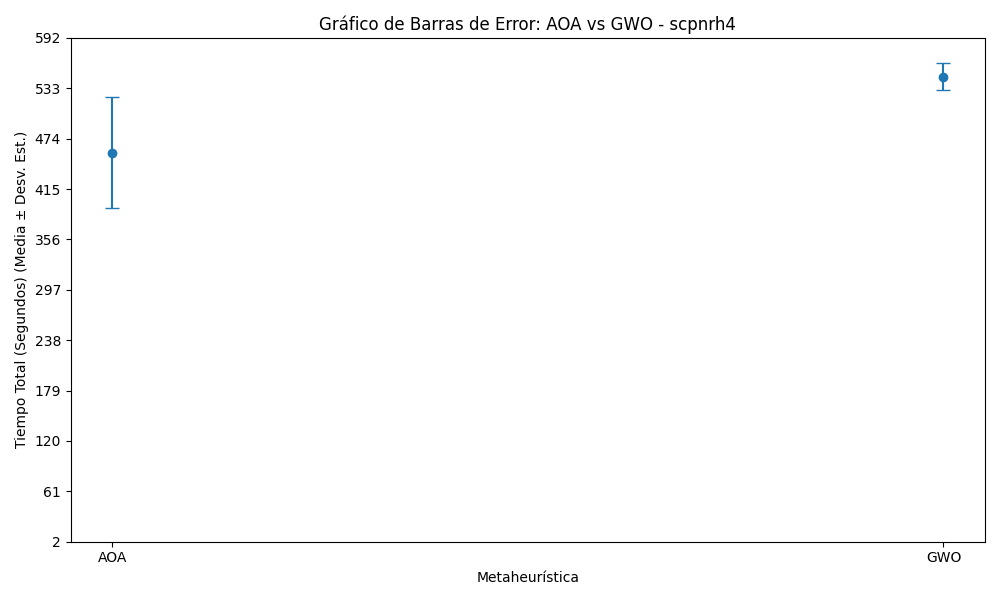 Gráfico de Barras de Error: AOA vs GWO - scpnrh4
Tiempo Total (Segundos) (Media ± Desv. Est.)
592
533
474
415
356
297
238
179
120
61
2
AOA GWO
Metaheurística